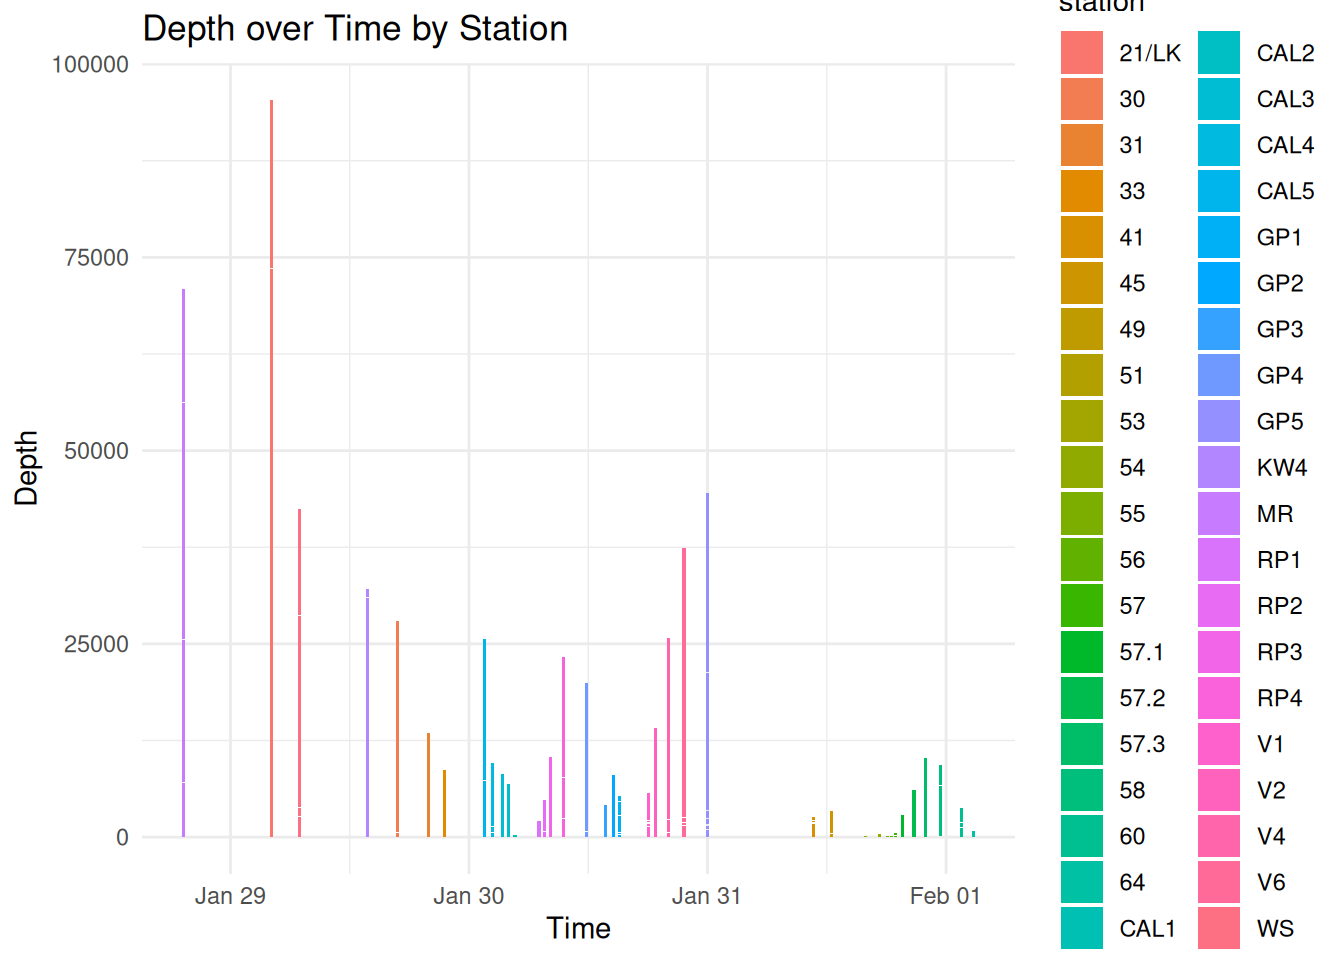 Depth over Time by Station
station
100000
75000
50000
25000
0
Depth
Jan 29 Jan 30 Jan 31 Feb 01
Time
21/LK CAL2
30 CAL3
31 CAL4
33 CAL5
41 GP1
45 GP2
49 GP3
51 GP4
53 GP5
54 KW4
55 MR
56 RP1
57 RP2
57.1 RP3
57.2 RP4
57.3 V1
58 V2
60 V4
64 V6
CAL1 WS